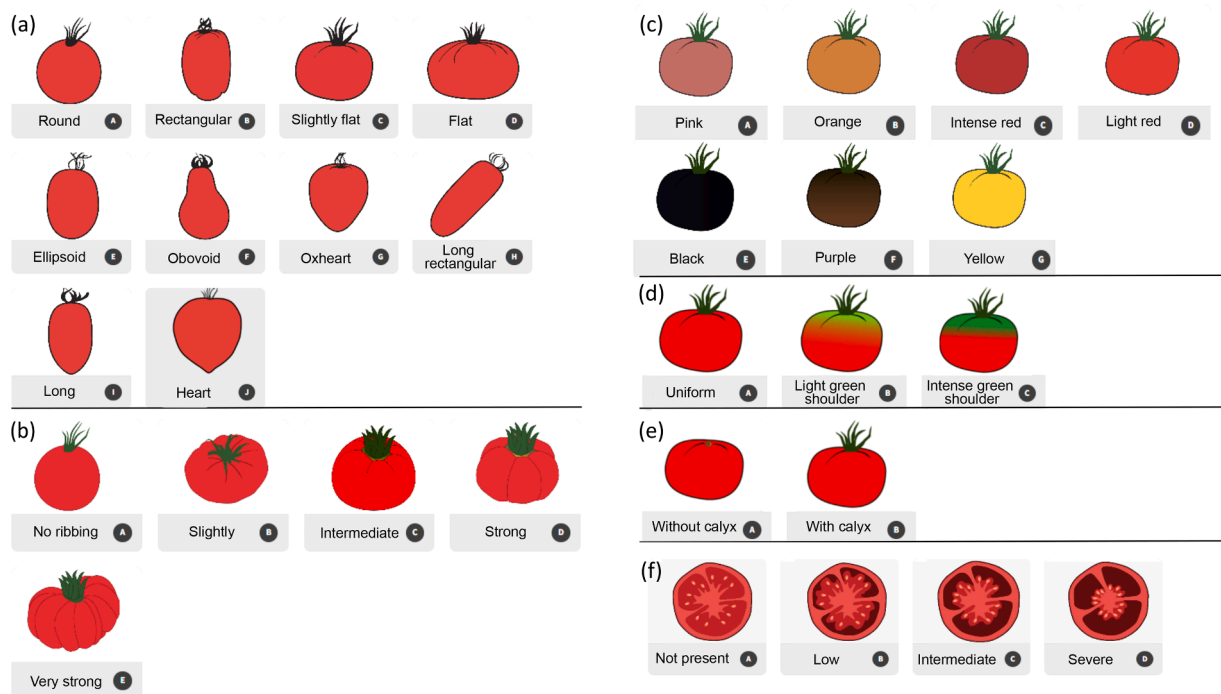 (a)
Round A
Rectangular B
Slightly flat C
Flat D
Ellipsoid E
Obovoid F
Oxheart G
Long
rectangular H
Long I
Heart J
(b)
No ribbing A
Slightly B
Intermediate C
Strong D
Very strong E
(c)
Pink A
Orange B
Intense red C
Light red D
Black E
Purple F
Yellow G
(d)
Uniform A
Light green
shoulder B
Intense green
shoulder C
(e)
Without calyx A
With calyx B
(f)
Not present A
Low B
Intermediate C
Severe D